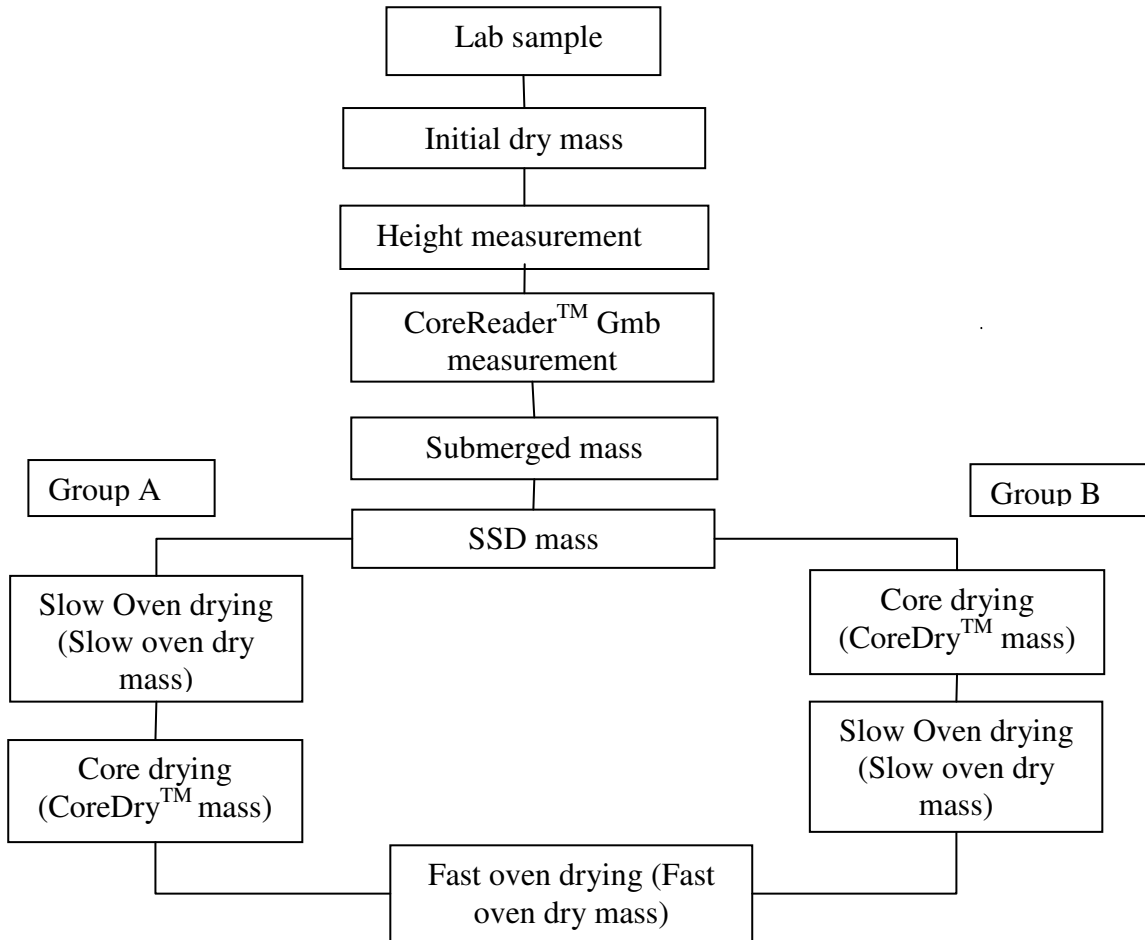 Lab sample
Initial dry mass
Height measurement
CoreReader™ Gmb
measurement
Submerged mass
Group A
Group B
SSD mass
Slow Oven drying
(Slow oven dry
mass)
Core drying
(CoreDry™ mass)
Core drying
(CoreDry™ mass)
Slow Oven drying
(Slow oven dry
mass)
Fast oven drying (Fast
oven dry mass)